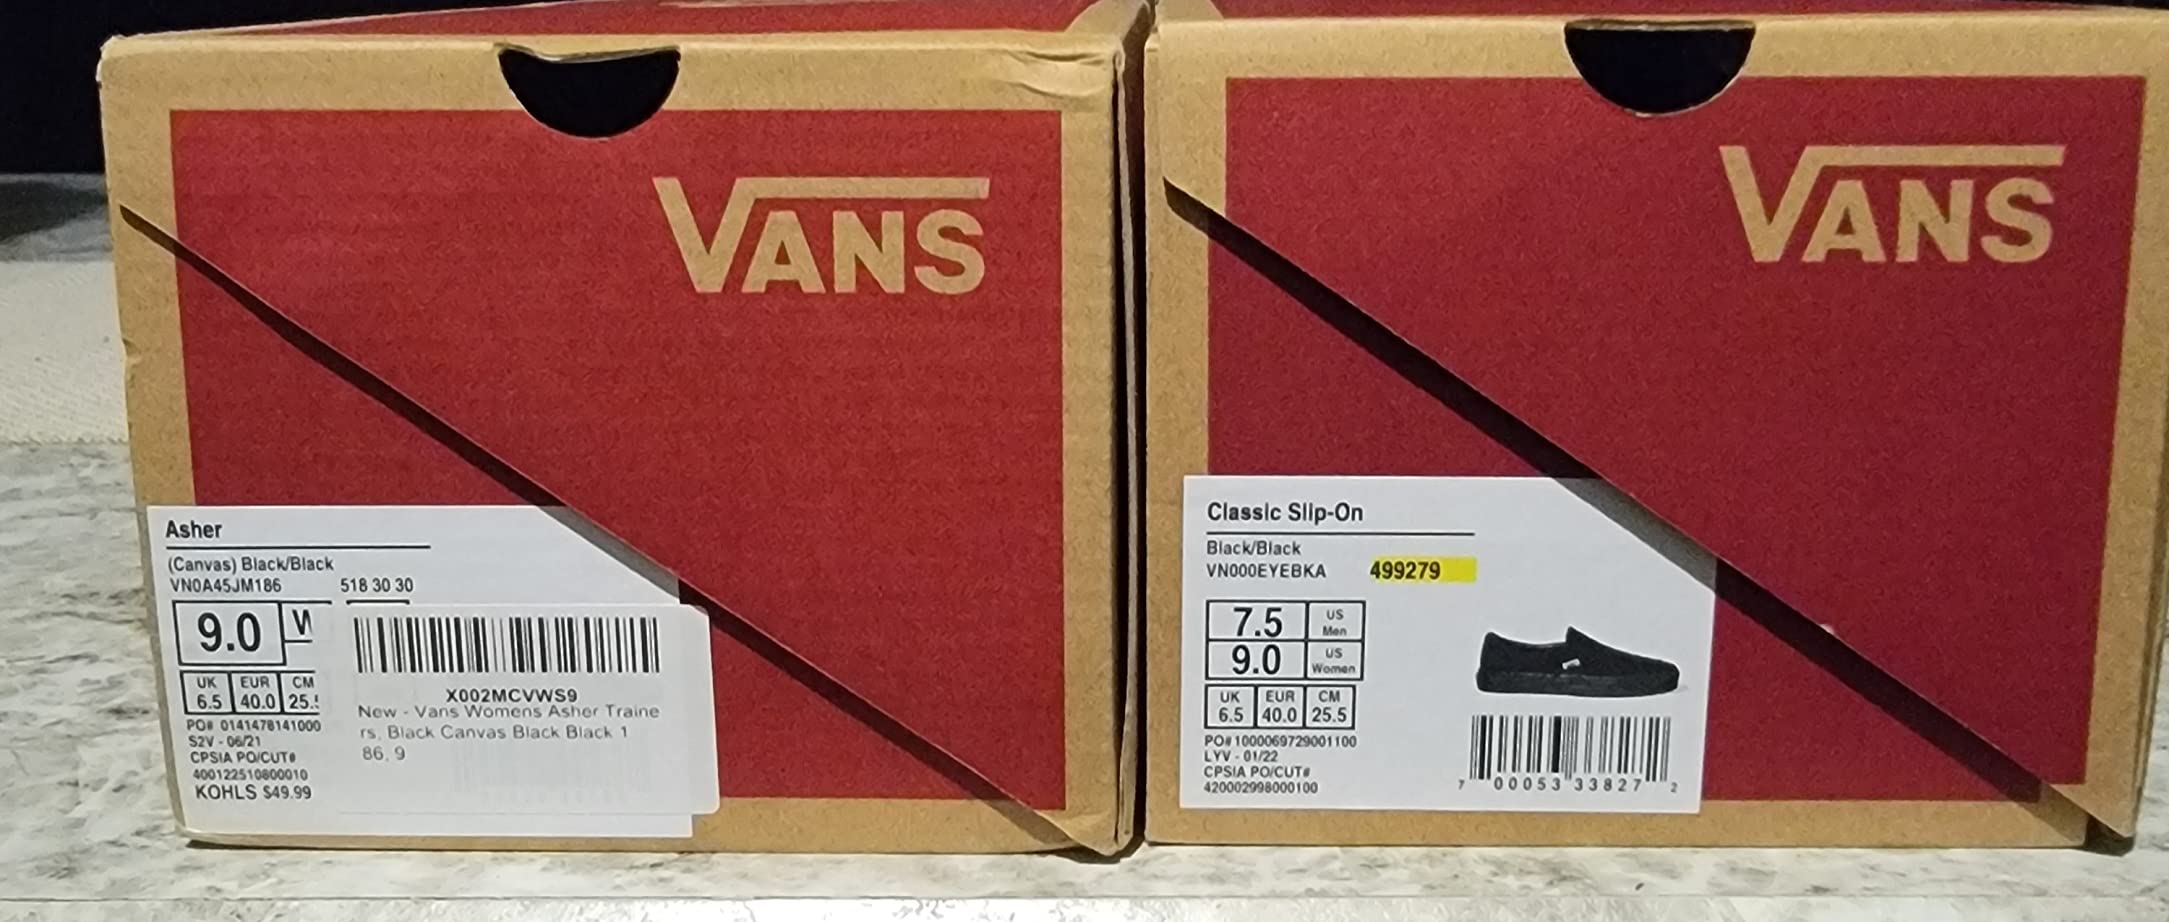 VANS
Asher
(Canvas) Black/Black
VN0A45JM186 518 30 30
9.0
UK EUR CM
6.5 40.0
PO# 0141478141000
S2V - 06/21
CPSIA PO/CUT#
400122510800010
KOHLS $49.99
X002MCVWS9
New - Vans Womens Asher Traine
rs, Black Canvas Black Black 1
86, 9
VANS
Classic Slip-On
Black/Black
VN000EYEBKA 499279
7.5 US Men
9.0 US Women
UK EUR CM
6.5 40.0 25.5
PO# 1000069729001100
LYV - 01/22
CPSIA PO/CUT#
420002998000100
7 00053 33827 2